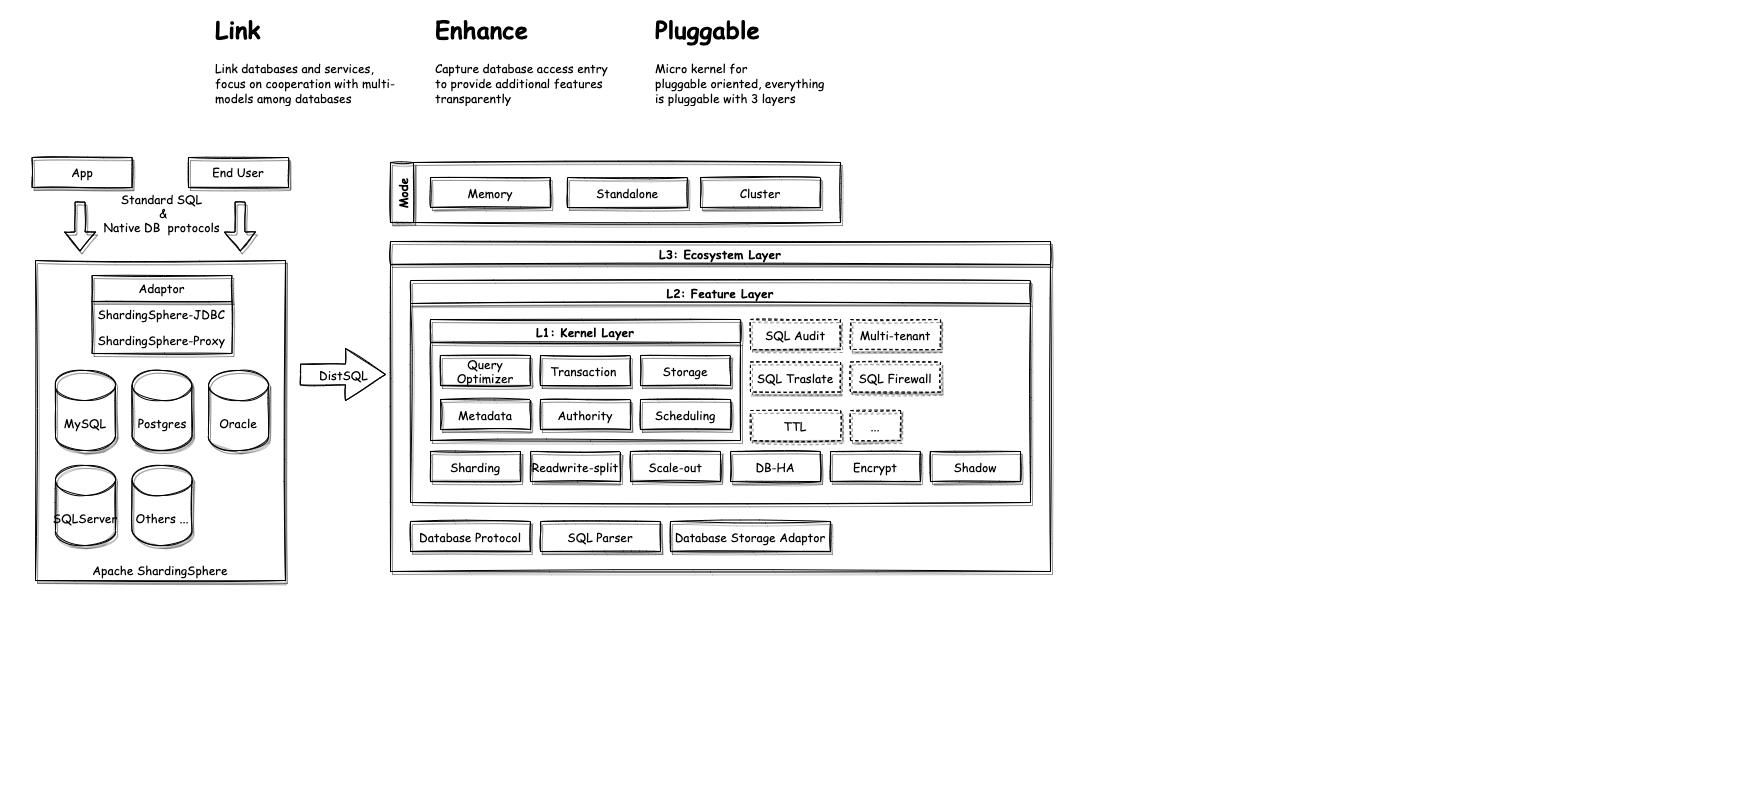 Link
Link databases and services,
focus on cooperation with multi-
models among databases
Enhance
Capture database access entry
to provide additional features
transparently
Pluggable
Micro kernel for
pluggable oriented, everything
is pluggable with 3 layers
App
End User
Standard SQL
&
Native DB protocols
Adaptor
ShardingSphere-JDBC
ShardingSphere-Proxy
MySQL
Postgres
Oracle
SQLServer
Others ...
Apache ShardingSphere
DistSQL
Mode
Memory
Standalone
Cluster
L3: Ecosystem Layer
L2: Feature Layer
L1: Kernel Layer
Query
Optimizer
Transaction
Storage
Metadata
Authority
Scheduling
SQL Audit
Multi-tenant
SQL Traslate
SQL Firewall
TTL
...
Sharding
Readwrite-split
Scale-out
DB-HA
Encrypt
Shadow
Database Protocol
SQL Parser
Database Storage Adaptor